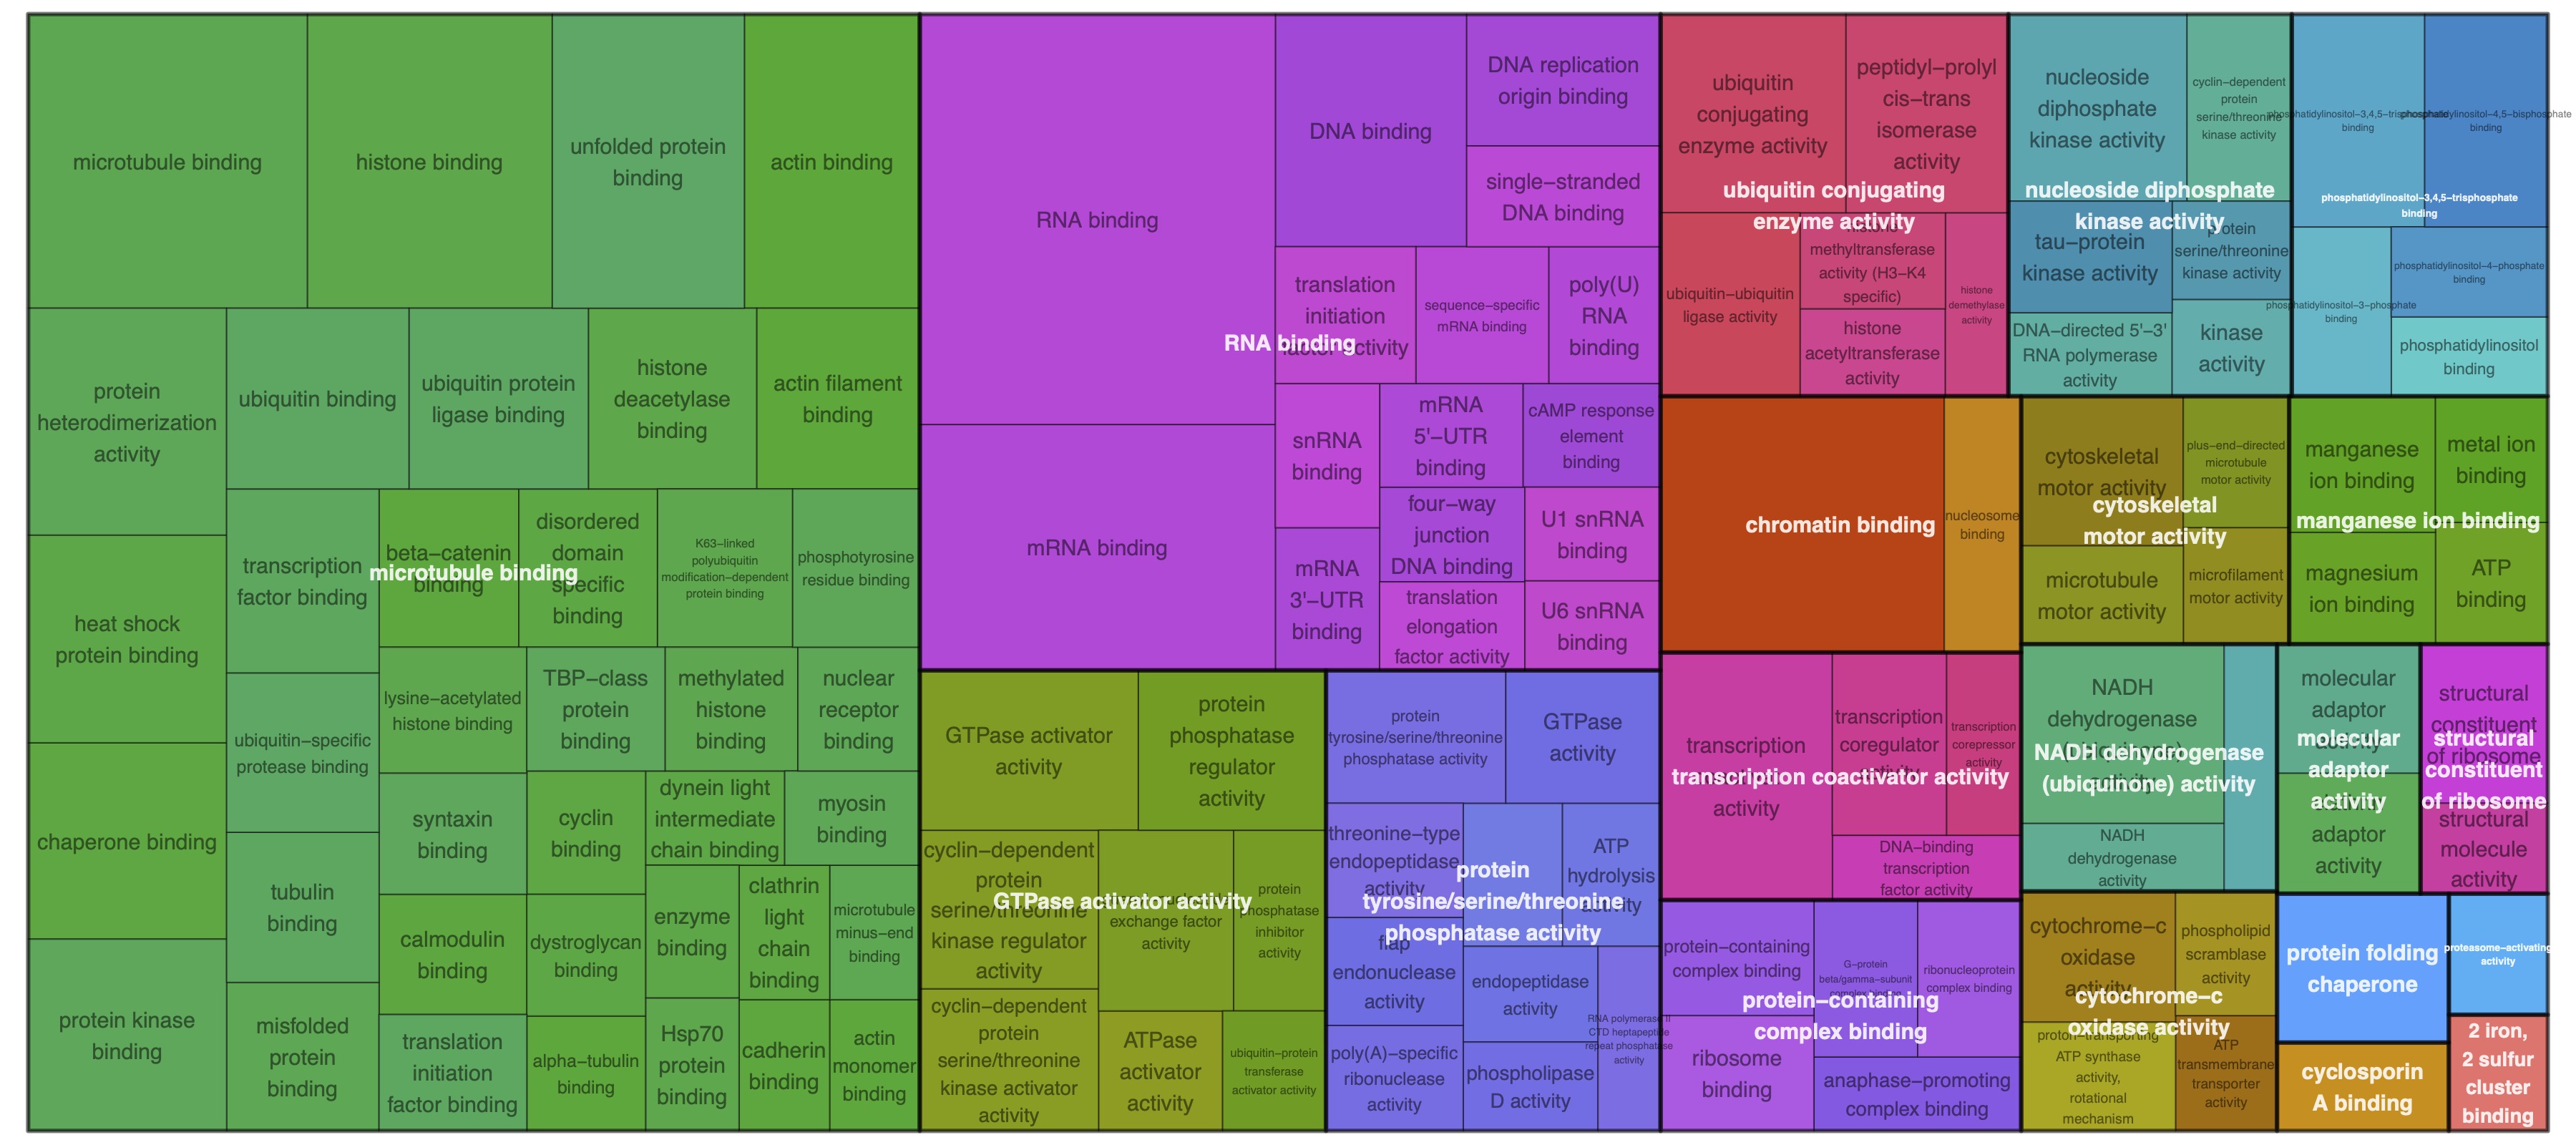 microtubule binding
histone binding
unfolded protein
binding
actin binding
protein
heterodimerization
activity
ubiquitin binding
ubiquitin protein
ligase binding
histone
deacetylase
binding
actin filament
binding
heat shock
protein binding
transcription
factor binding
beta−catenin
binding
disordered
domain
specific
binding
K63−linked
polyubiquitin
modification−dependent
protein binding
phosphotyrosine
residue binding
microtubule binding
chaperone binding
ubiquitin−specific
protease binding
lysine−acetylated
histone binding
TBP−class
protein
binding
methylated
histone
binding
nuclear
receptor
binding
syntaxin
binding
cyclin
binding
dynein light
intermediate
chain binding
myosin
binding
protein kinase
binding
tubulin
binding
misfolded
protein
binding
calmodulin
binding
translation
initiation
factor binding
dystroglycan
binding
alpha−tubulin
binding
enzyme
binding
Hsp70
protein
binding
clathrin
light
chain
binding
cadherin
binding
microtubule
minus−end
binding
actin
monomer
binding
RNA binding
DNA binding
DNA replication
origin binding
single−stranded
DNA binding
translation
initiation
factor activity
sequence−specific
mRNA binding
poly(U)
RNA
binding
RNA binding
mRNA binding
snRNA
binding
mRNA
5'−UTR
binding
cAMP response
element
binding
mRNA
3'−UTR
binding
four−way
junction
DNA binding
U1 snRNA
binding
translation
elongation
factor activity
U6 snRNA
binding
GTPase activator
activity
protein
phosphatase
regulator
activity
cyclin−dependent
protein
serine/threonine
kinase regulator
activity
exchange factor
activity
protein
phosphatase
inhibitor
activity
GTPase activator activity
cyclin−dependent
protein
serine/threonine
kinase activator
activity
ATPase
activator
activity
ubiquitin−protein
transferase
activator activity
protein
tyrosine/serine/threonine
phosphatase activity
GTPase
activity
threonine−type
endopeptidase
activity
ATP
hydrolysis
activity
protein
tyrosine/serine/threonine
phosphatase activity
flap
endonuclease
activity
endopeptidase
activity
RNA polymerase II
CTD heptapeptide
repeat phosphatase
activity
poly(A)−specific
ribonuclease
activity
phospholipase
D activity
ubiquitin
conjugating
enzyme activity
peptidyl−prolyl
cis−trans
isomerase
activity
ubiquitin conjugating
enzyme activity
ubiquitin−ubiquitin
ligase activity
histone
methyltransferase
activity (H3−K4
specific)
histone
acetyltransferase
activity
histone
demethylase
activity
nucleoside
diphosphate
kinase activity
cyclin−dependent
protein
serine/threonine
kinase activity
nucleoside diphosphate
kinase activity
tau−protein
kinase activity
protein
serine/threonine
kinase activity
DNA−directed 5'−3'
RNA polymerase
activity
kinase
activity
phosphatidylinositol−3,4,5−trisphosphate
binding
phosphatidylinositol−4,5−bisphosphate
binding
phosphatidylinositol−3,4,5−trisphosphate
binding
phosphatidylinositol−3−phosphate
binding
phosphatidylinositol−4−phosphate
binding
phosphatidylinositol
binding
chromatin binding
nucleosome
binding
cytoskeletal
motor activity
plus−end−directed
microtubule
motor activity
cytoskeletal
motor activity
microtubule
motor activity
microfilament
motor activity
manganese
ion binding
metal ion
binding
manganese ion binding
magnesium
ion binding
ATP
binding
transcription
activity
transcription
coregulator
activity
transcription
corepressor
activity
transcription coactivator activity
DNA−binding
transcription
factor activity
NADH
dehydrogenase
(ubiquinone)
activity
NADH dehydrogenase
(ubiquinone) activity
NADH
dehydrogenase
activity
molecular
adaptor
activity
molecular
adaptor
activity
adaptor
activity
structural
constituent
of ribosome
structural
constituent
of ribosome
structural
molecule
activity
protein−containing
complex binding
G−protein
beta/gamma−subunit
complex binding
ribonucleoprotein
complex binding
protein−containing
complex binding
ribosome
binding
anaphase−promoting
complex binding
cytochrome−c
oxidase
activity
phospholipid
scramblase
activity
cytochrome−c
oxidase activity
proton−transporting
ATP synthase
activity,
rotational
mechanism
ATP
transmembrane
transporter
activity
protein folding
chaperone
proteasome−activating
activity
cyclosporin
A binding
2 iron,
2 sulfur
cluster
binding